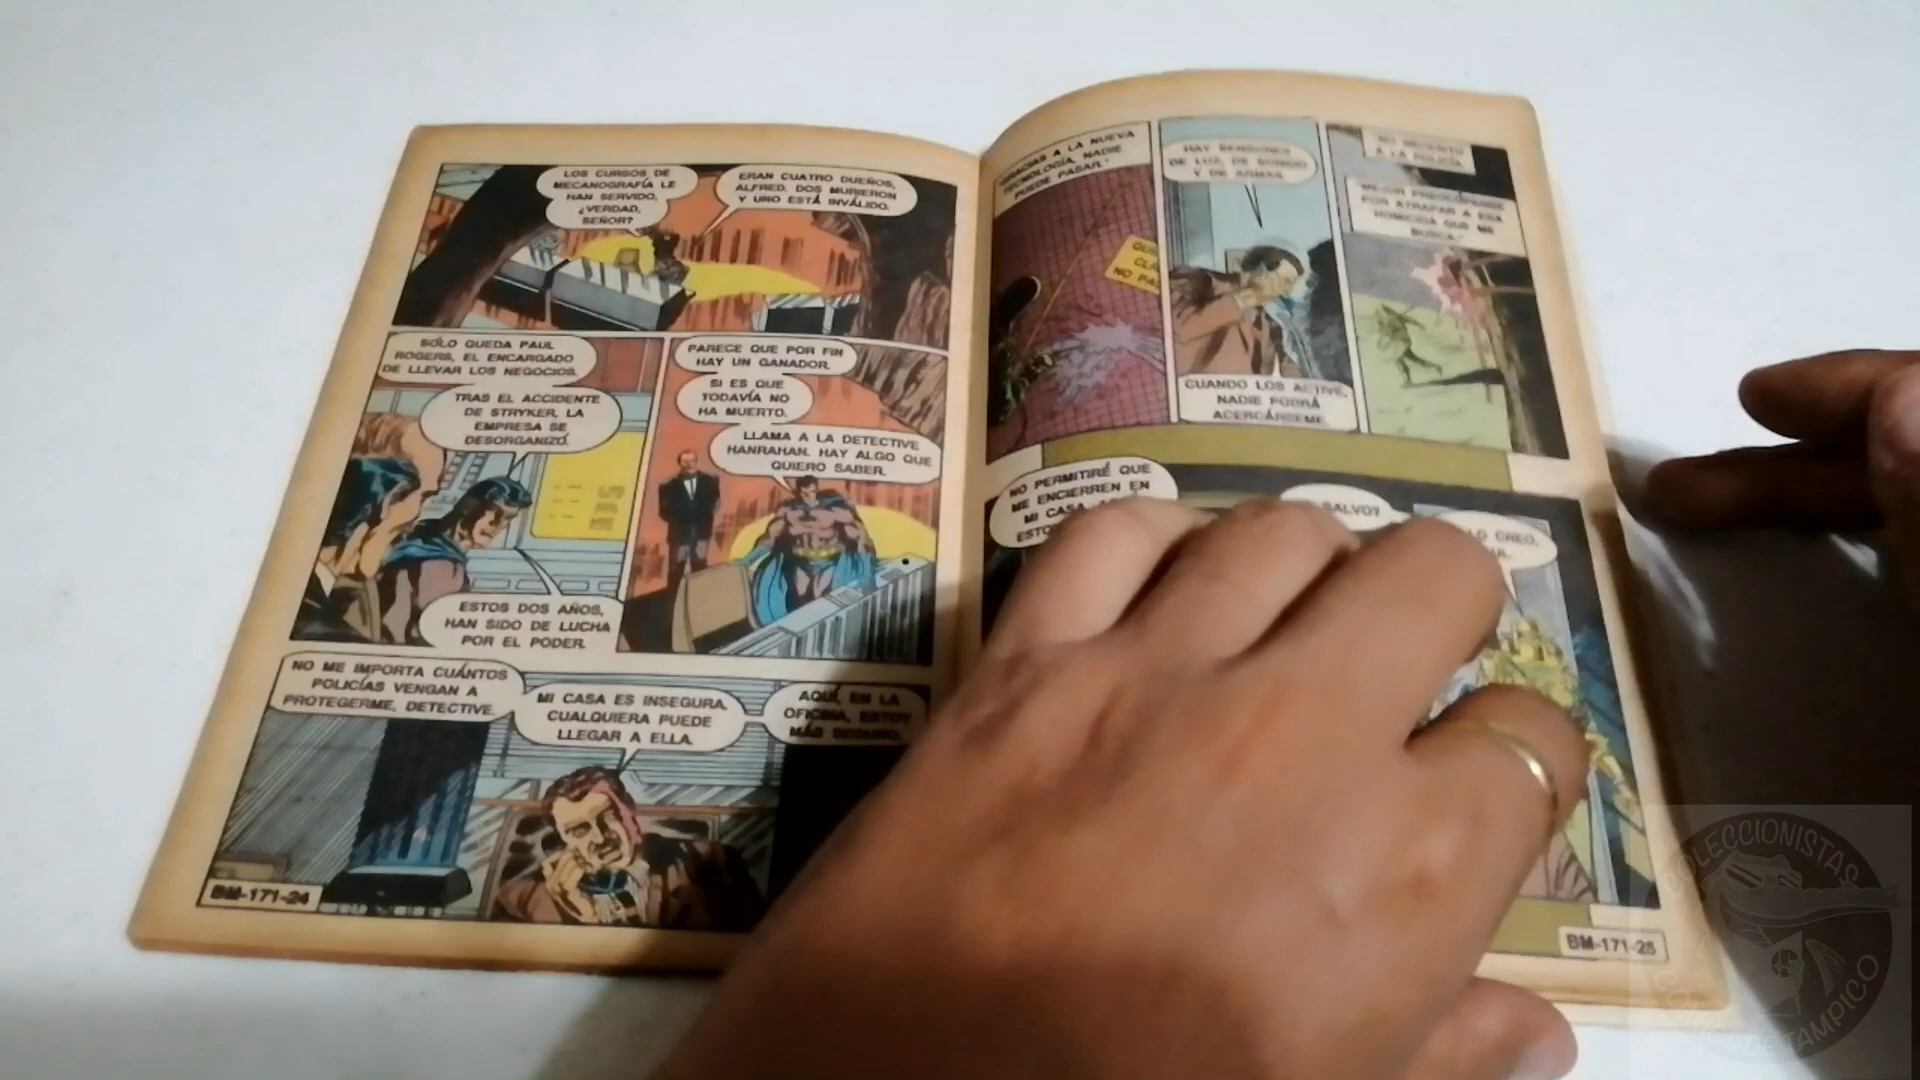 LOS CURSOS DE
MECANOGRAFÍA LE
HAN SERVIDO,
¿VERDAD,
SEÑOR?
ERAN CUATRO DUEÑOS,
ALFRED. DOS MURIERON
Y UNO ESTÁ INVÁLIDO.
SÓLO QUEDA PAUL
ROGERS, EL ENCARGADO
DE LLEVAR LOS NEGOCIOS.
TRAS EL ACCIDENTE
DE STRYKER, LA
EMPRESA SE
DESORGANIZÓ.
ESTOS DOS AÑOS,
HAN SIDO DE LUCHA
POR EL PODER.
PARECE QUE POR FIN
HAY UN GANADOR.
SI ES QUE
TODAVÍA NO
HA MUERTO.
LLAMA A LA DETECTIVE
HANRAHAN. HAY ALGO QUE
QUIERO SABER.
NO ME IMPORTA CUÁNTOS
POLICÍAS VENGAN A
PROTEGERME, DETECTIVE.
MI CASA ES INSEGURA.
CUALQUIERA PUEDE
LLEGAR A ELLA.
AQUÍ, EN LA
OFICINA, ESTOY
MÁS SEGURO.
BM-171-24
GRACIAS A LA NUEVA
TECNOLOGÍA, NADIE
PUEDE PASAR."
NO
HAY SENSORES
DE LUZ, DE SONIDO
Y DE ARMAS.
CUANDO LOS ACTIVE,
NADIE PODRÁ
ACERCÁRSEME.
NO NECESITO
A LA POLICÍA.
"MEJOR PREOCÚPENSE
POR ATRAPAR A ESA
HOMICIDA QUE ME
BUSCA."
NO PERMITIRÉ QUE
ME ENCIERREN EN
MI CASA.
SALVO?
LO CREO,
BM-171-25
COLECCIONISTAS
DE TAMPICO